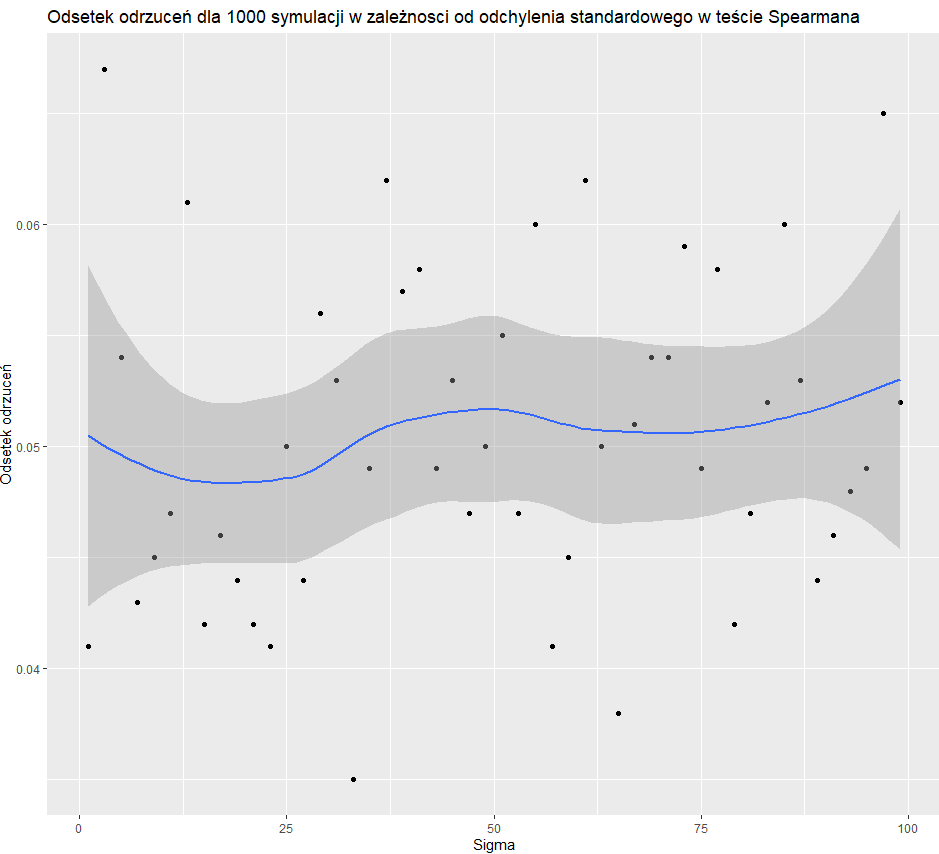 Odsetek odrzuceń dla 1000 symulacji w zależnosci od odchylenia standardowego w teście Spearmana
0.06
0.05
0.04
Odsetek odrzuceń
0
25
50
75
100
Sigma